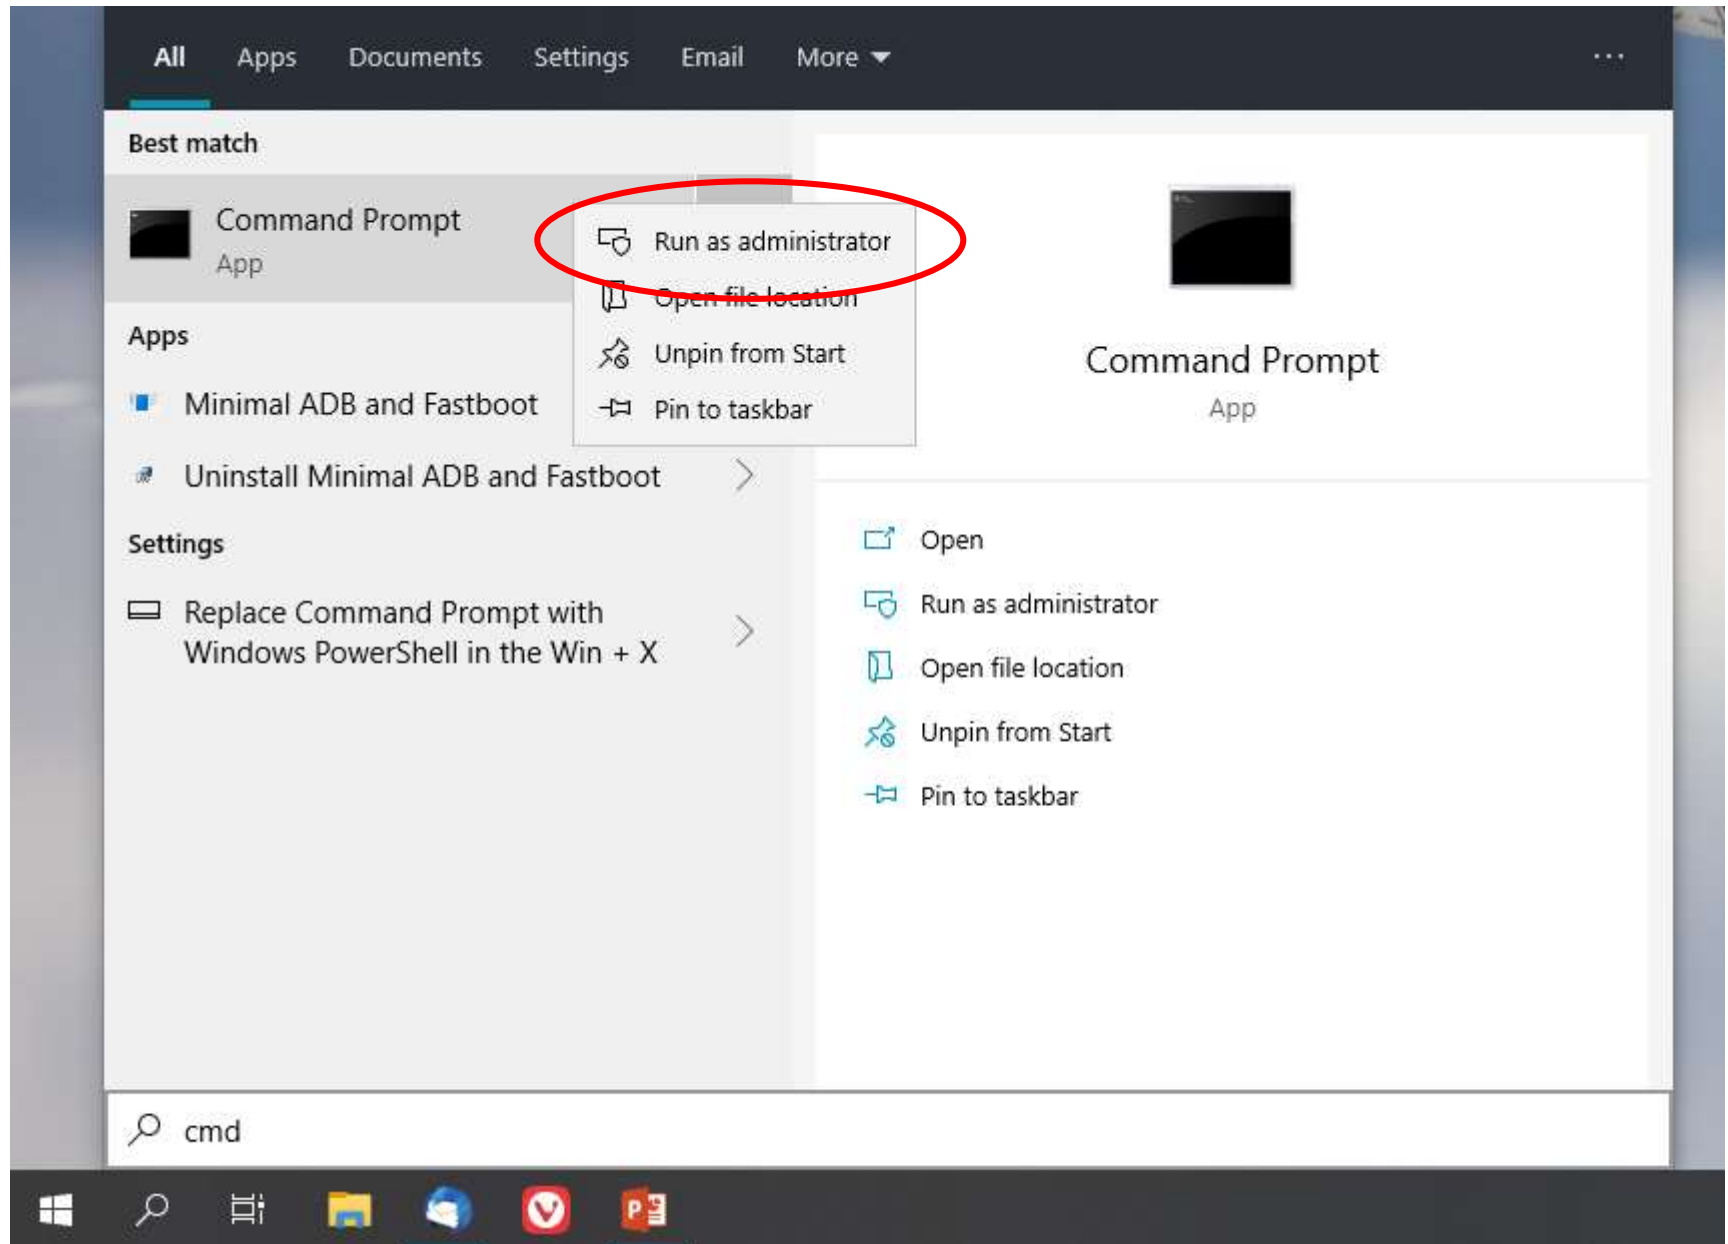 All Apps Documents Settings Email More
Best match
Command Prompt
App
Run as administrator
Open file location
Unpin from Start
Pin to taskbar
Apps
Minimal ADB and Fastboot
Uninstall Minimal ADB and Fastboot
Settings
Replace Command Prompt with
Windows PowerShell in the Win + X
Command Prompt
App
Open
Run as administrator
Open file location
Unpin from Start
Pin to taskbar
cmd